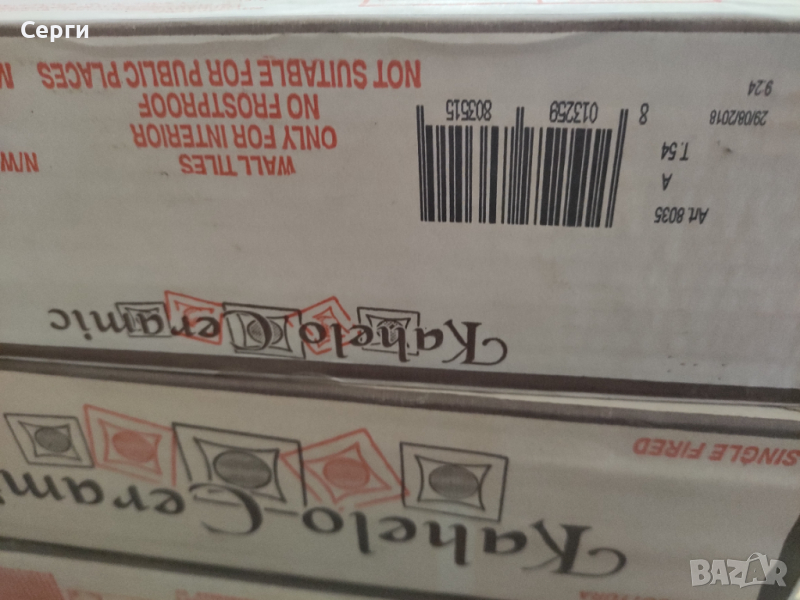 Серги
Kahelo Ceramic
Art. 8035
A
T. 54
29/08/2018
9:24
8 013259 803515
WALL TILES
ONLY FOR INTERIOR
NO FROSTPROOF
NOT SUITABLE FOR PUBLIC PLACES
N/W
N
Kahelo-Cerami
SINGLE FIRED
BAZAR